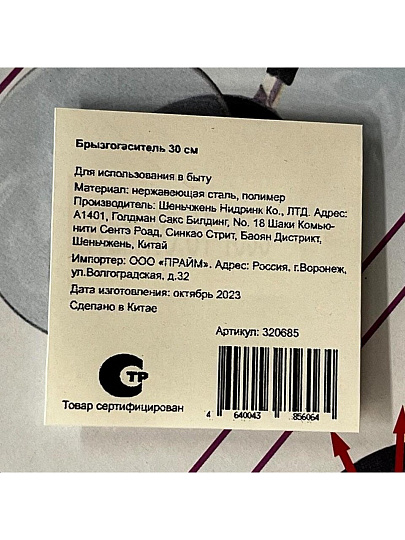 Брызгогаситель 30 см
Для использования в быту
Материал: нержавеющая сталь, полимер
Производитель: Шеньчжень Нидринк Ко., ЛТД. Адрес:
А1401, Голдман Сакс Билдинг, No. 18 Шаки Комью-
нити Сентэ Роад, Синкао Стрит, Баоян Дистрикт,
Шеньчжень, Китай
Импортер: ООО «ПРАЙМ». Адрес: Россия, г.Воронеж,
ул.Волгоградская, д.32
Дата изготовления: октябрь 2023
Сделано в Китае
Артикул: 320685
ТР
Товар сертифицирован
4 640043 856064